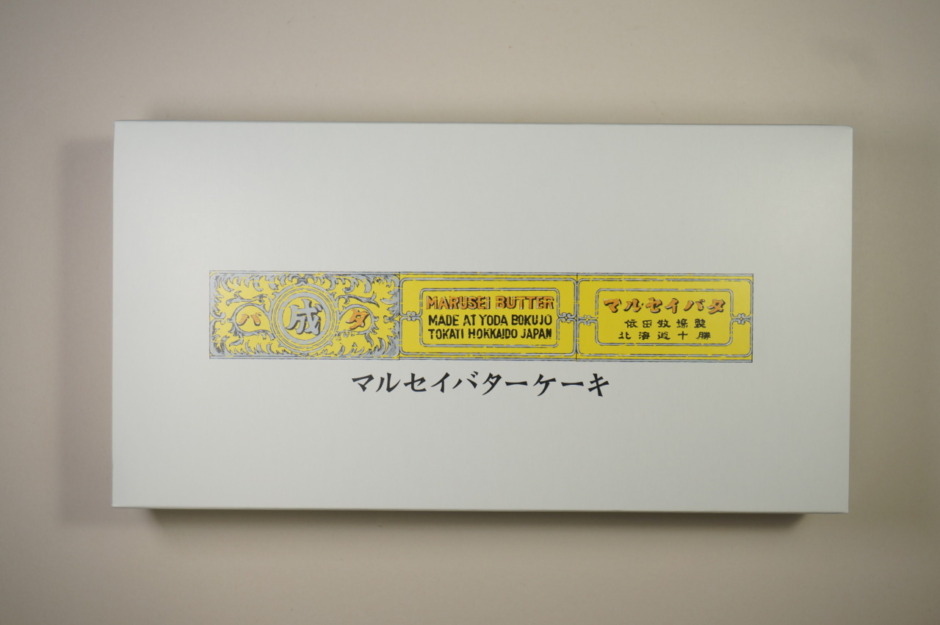 バ 成 タ
MARUSEI BUTTER
MADE AT YODA BOKUJO
TOKATI HOKKAIDO JAPAN
マルセイバタ
依田牧場製
北海道十勝
マルセイバターケーキ